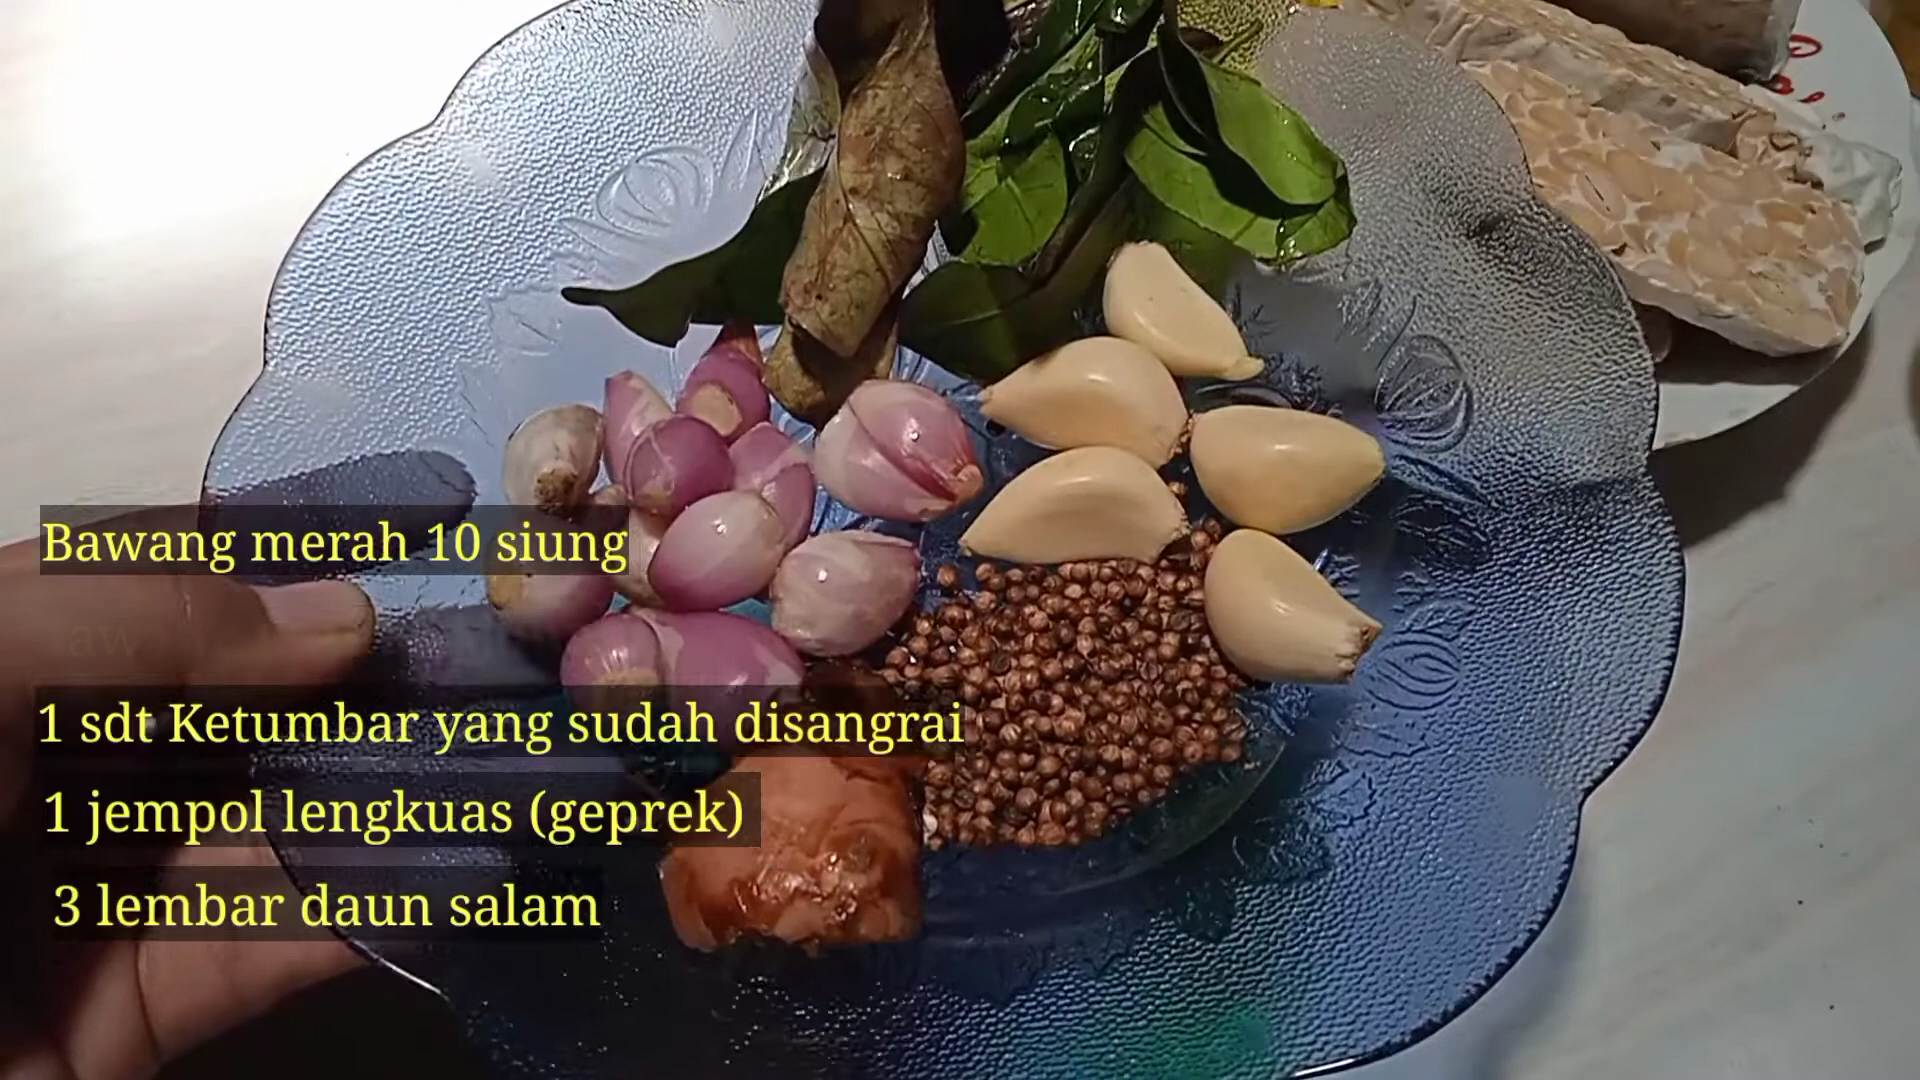 Bawang merah 10 siung
1 sdt Ketumbar yang sudah disangrai
1 jempol lengkuas (geprek)
3 lembar daun salam